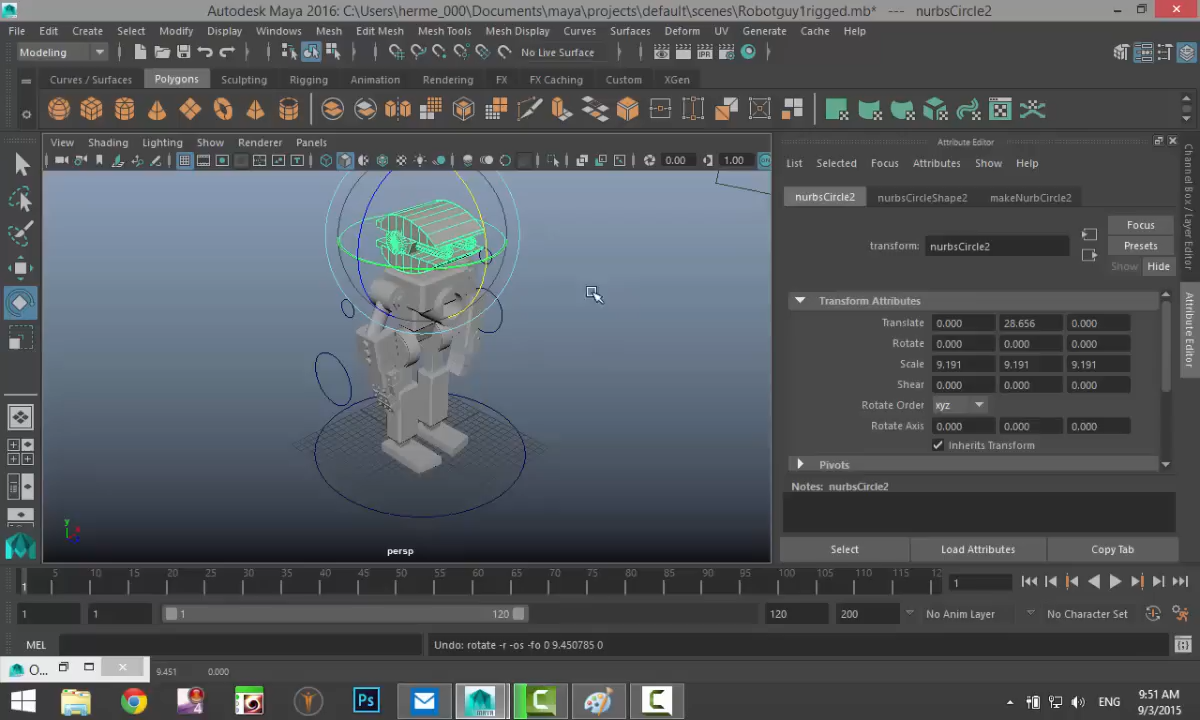 Autodesk Maya 2016: C:\Users\herme_000\Documents\maya\projects\default\scenes\Robotguy1rigged.mb* --- nurbsCircle2
File Edit Create Select Modify Display Windows Mesh Edit Mesh Mesh Tools Mesh Display Curves Surfaces Deform UV Generate Cache Help
Modeling No Live Surface
Curves / Surfaces Polygons Sculpting Rigging Animation Rendering FX FX Caching Custom XGen
View Shading Lighting Show Renderer Panels
0.00 1.00
Attribute Editor
List Selected Focus Attributes Show Help
nurbsCircle2 nurbsCircleShape2 makeNurbCircle2
Focus
transform: nurbsCircle2 Presets
Show Hide
Transform Attributes
Translate 0.000 28.656 0.000
Rotate 0.000 0.000 0.000
Scale 9.191 9.191 9.191
Shear 0.000 0.000 0.000
Rotate Order xyz
Rotate Axis 0.000 0.000 0.000
Inherits Transform
Pivots
Notes: nurbsCircle2
Select Load Attributes Copy Tab
Channel Box / Layer Editor
Attribute Editor
y
persp
5 10 15 20 25 30 35 40 45 50 55 60 65 70 75 80 85 90 95 100 105 110 115 12
1 1
1 1 1 120 120 200 No Anim Layer No Character Set
MEL Undo: rotate -r -os -fo 0 9.450785 0
O... 9.451 0.000
4 Ps ENG 9:51 AM
9/3/2015